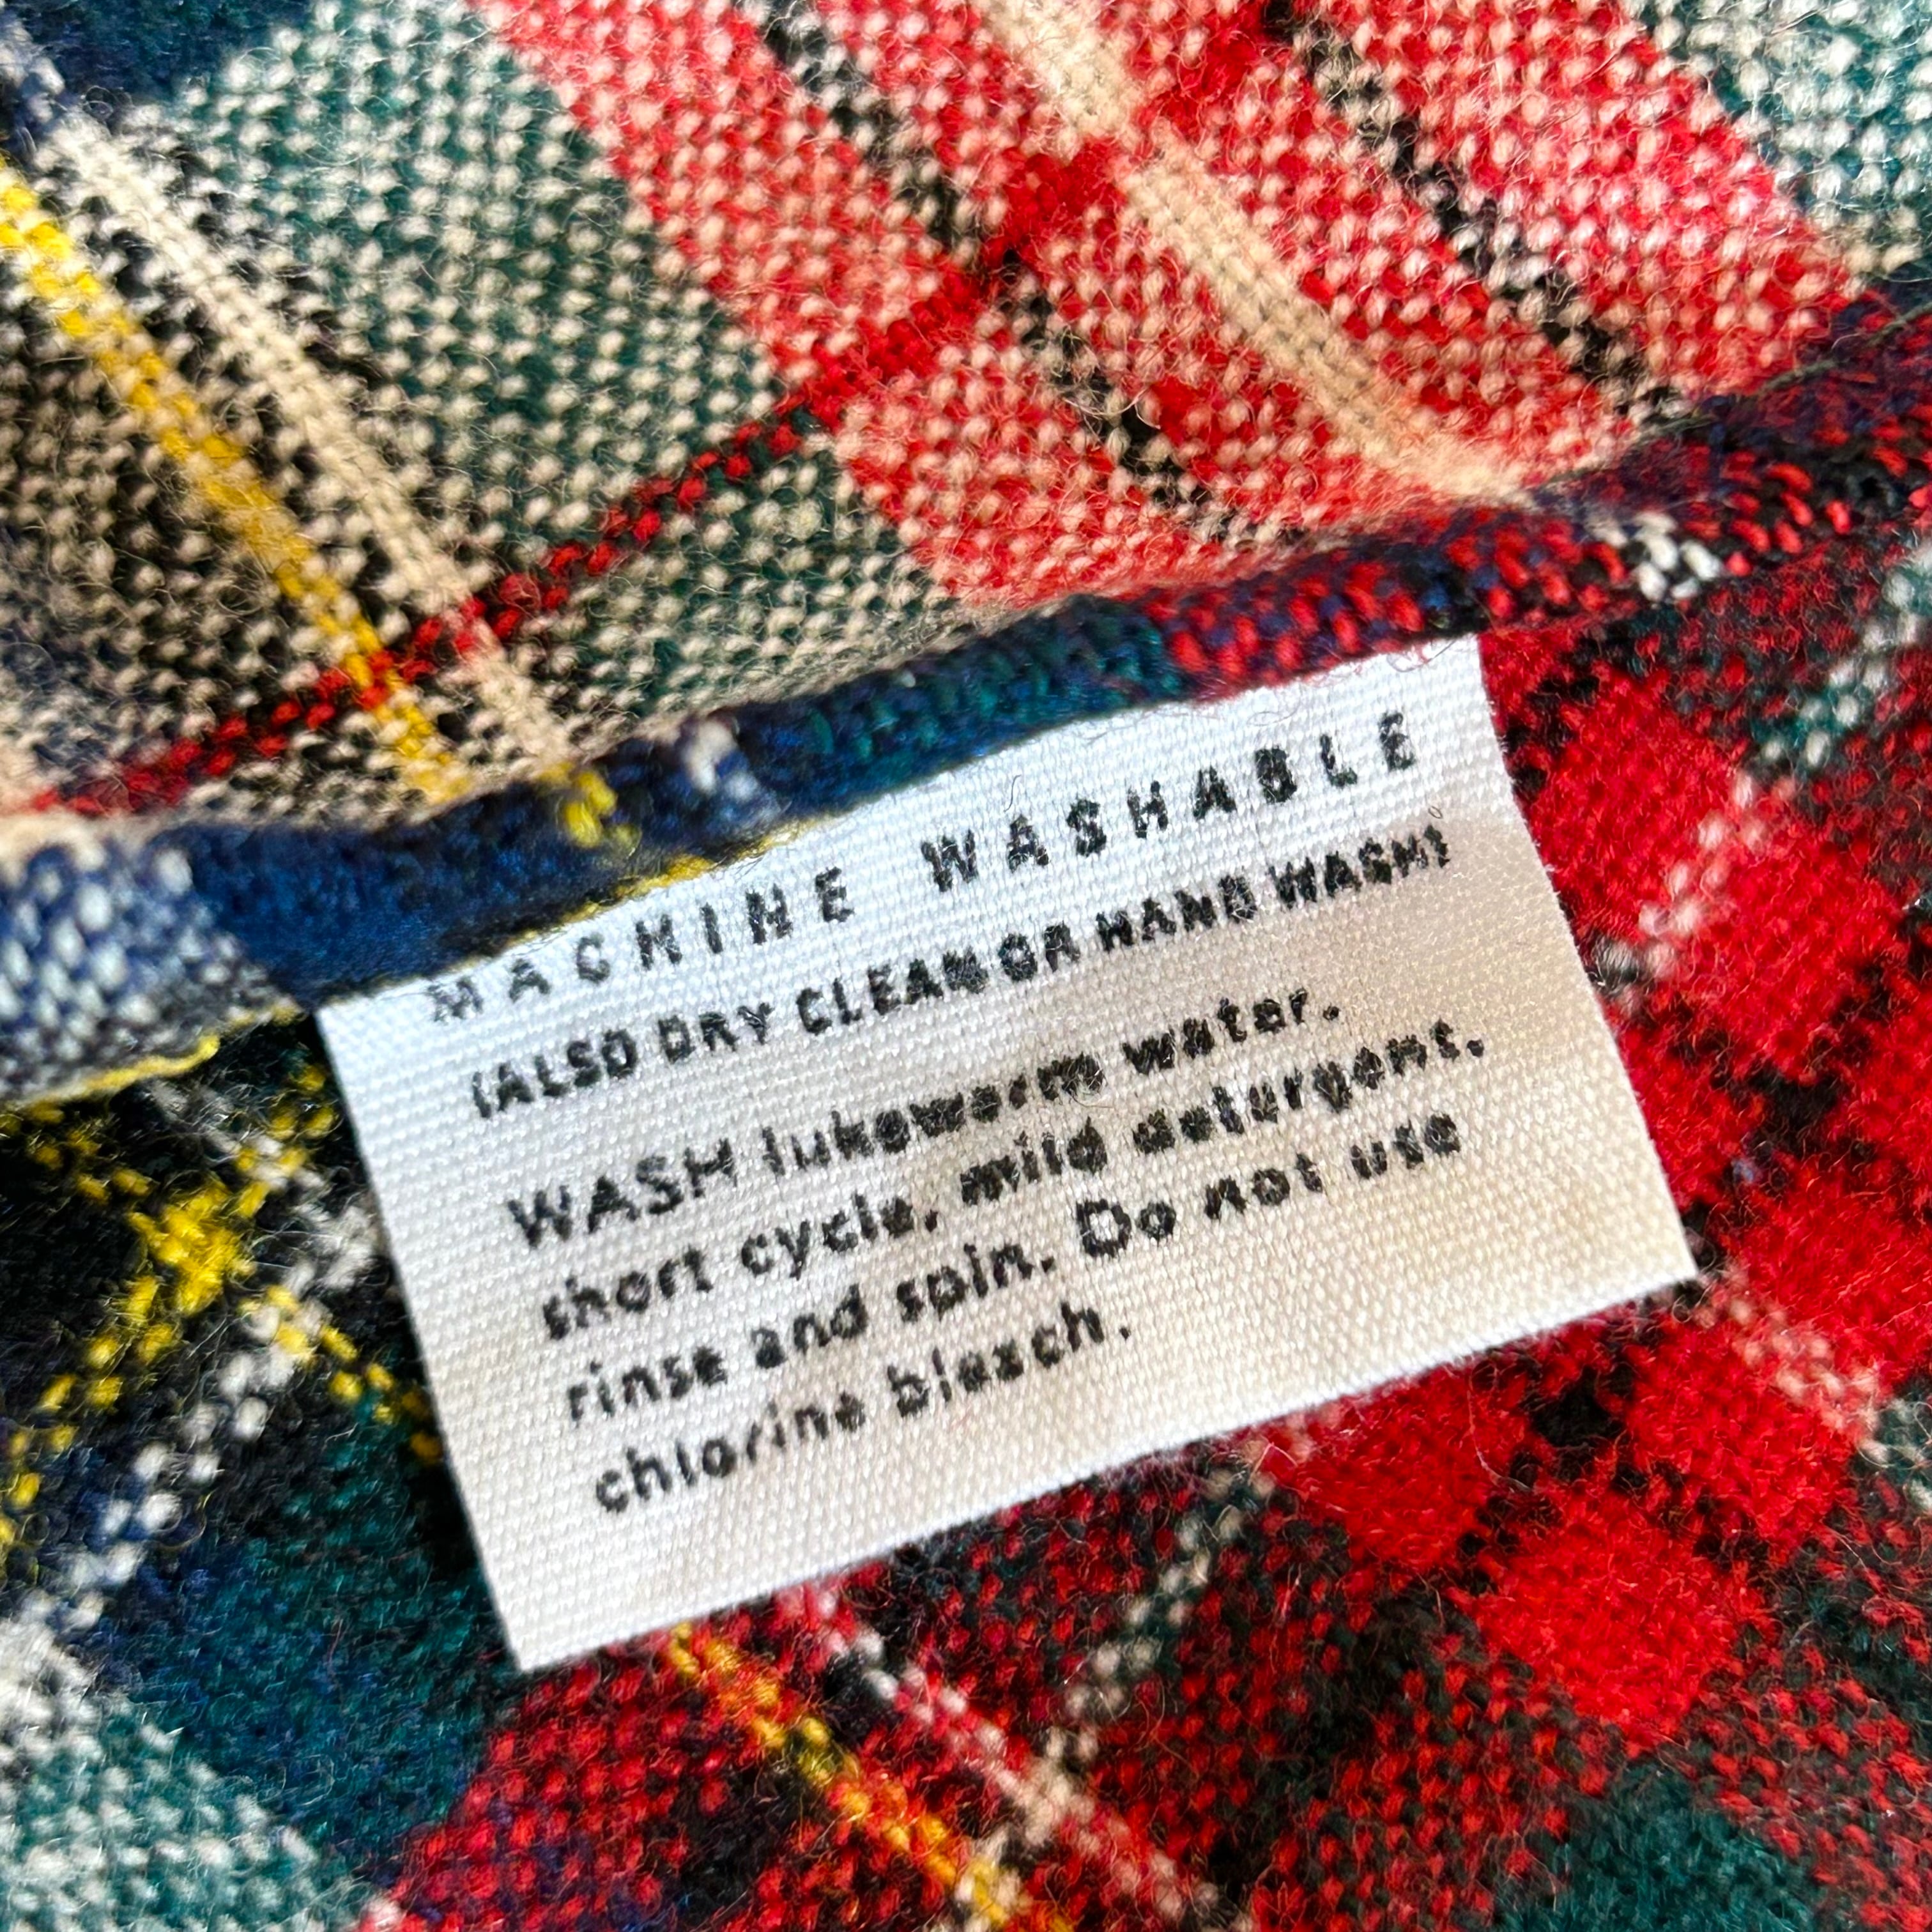 MACHINE WASHABLE
(ALSO DRY CLEAN OR HAND WASH)
WASH lukewarm water,
short cycle, mild detergent,
rinse and spin. Do not use
chlorine bleach.